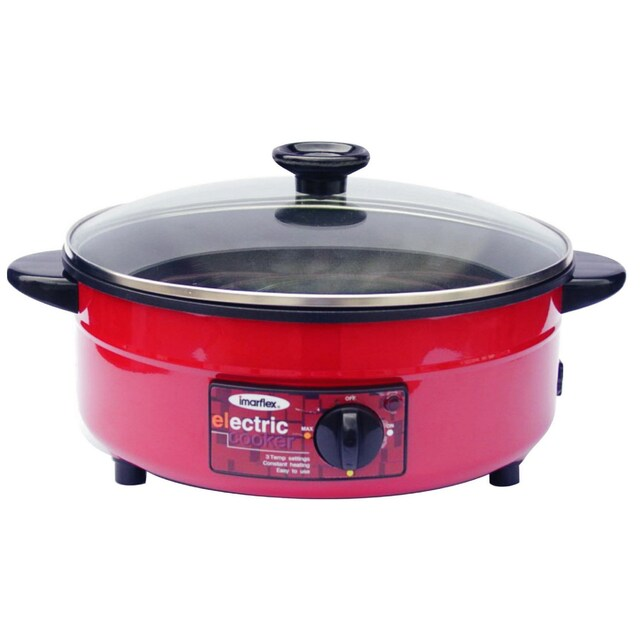 imarflex.
electric
cooker
3 Temp settings
Constant heating
Easy to use
OFF
MAX